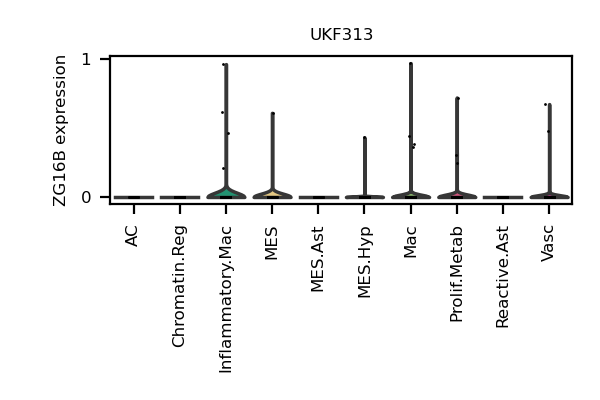 UKF313
ZG16B expression
1
0
AC
Chromatin.Reg
Inflammatory.Mac
MES
MES.Ast
MES.Hyp
Mac
Prolif.Metab
Reactive.Ast
Vasc